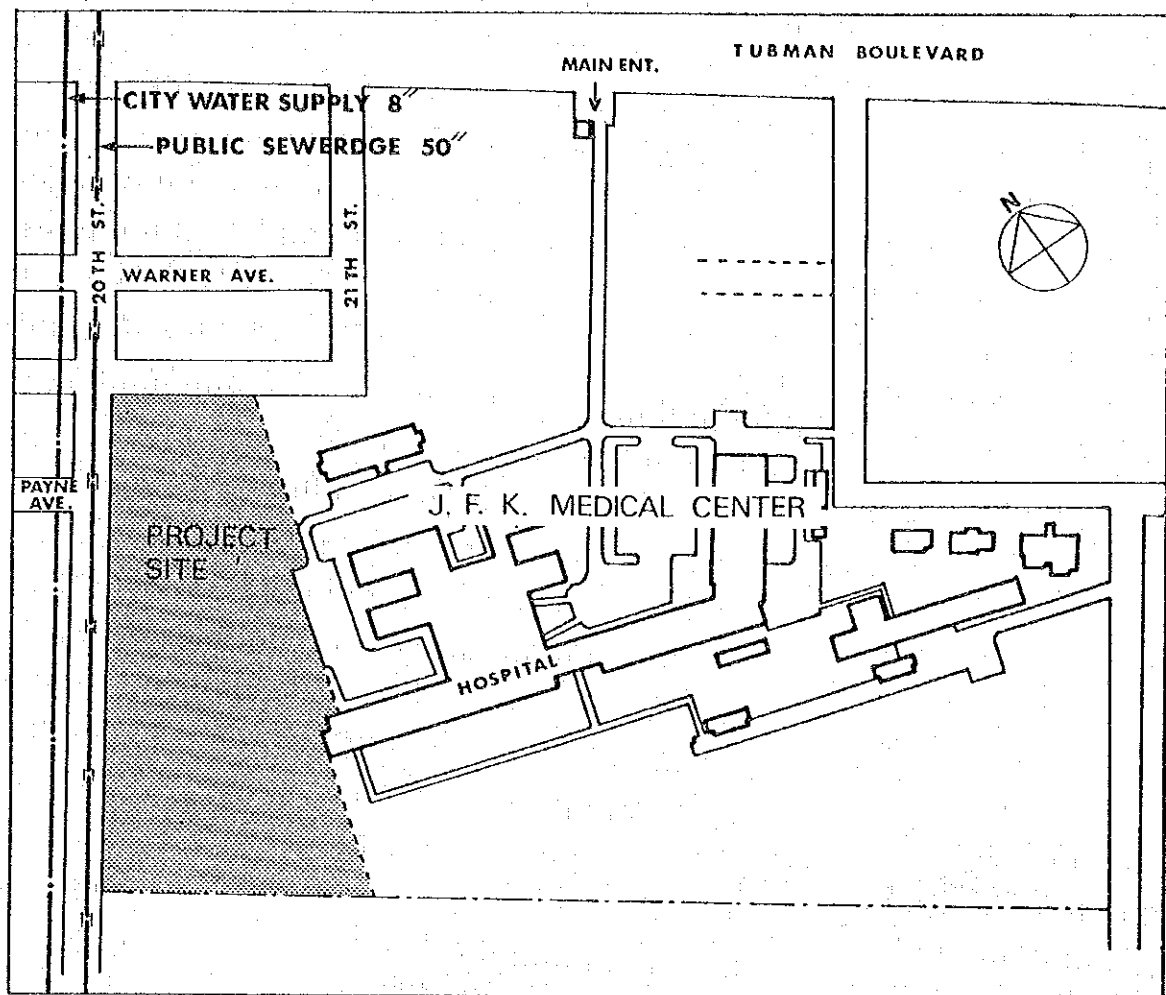 TUBMAN BOULEVARD
MAIN ENT.
CITY WATER SUPPLY 8"
PUBLIC SEWERDGE 50"
20TH ST.
21TH ST.
N
WARNER AVE.
PAYNE
AVE.
J. F. K. MEDICAL CENTER
PROJECT
SITE
HOSPITAL